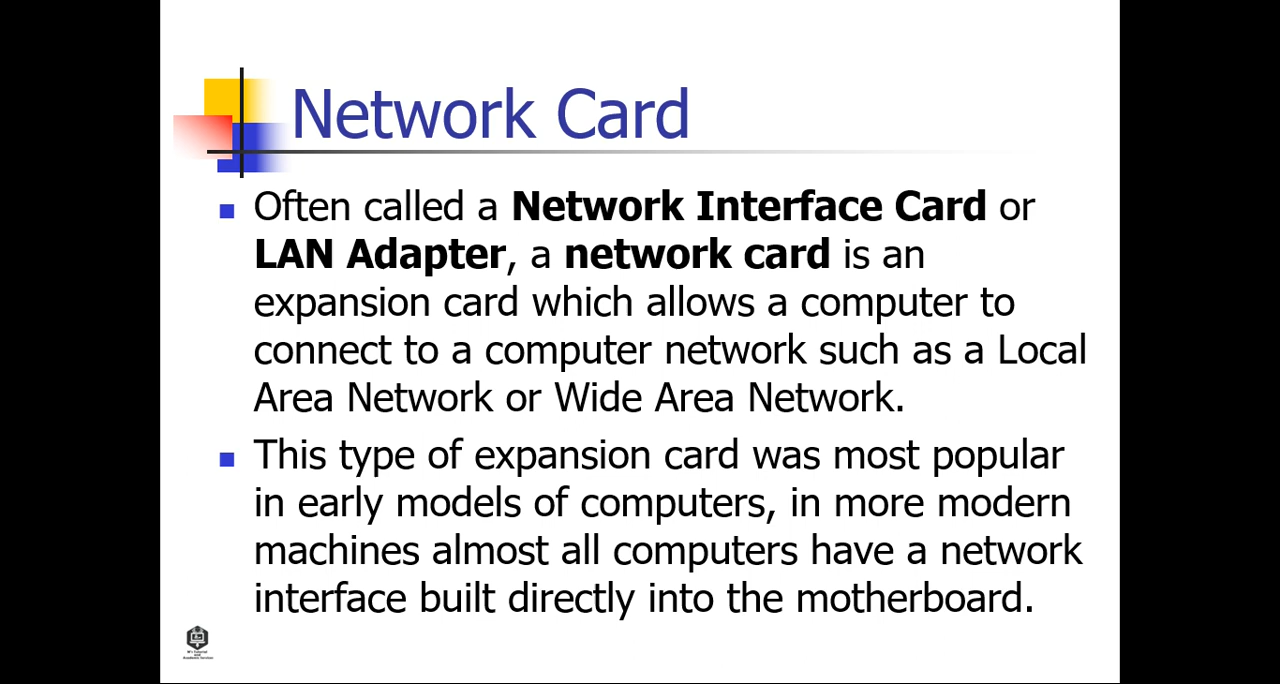 Network Card
Often called a Network Interface Card or
LAN Adapter, a network card is an
expansion card which allows a computer to
connect to a computer network such as a Local
Area Network or Wide Area Network.
This type of expansion card was most popular
in early models of computers, in more modern
machines almost all computers have a network
interface built directly into the motherboard.
Academic Services